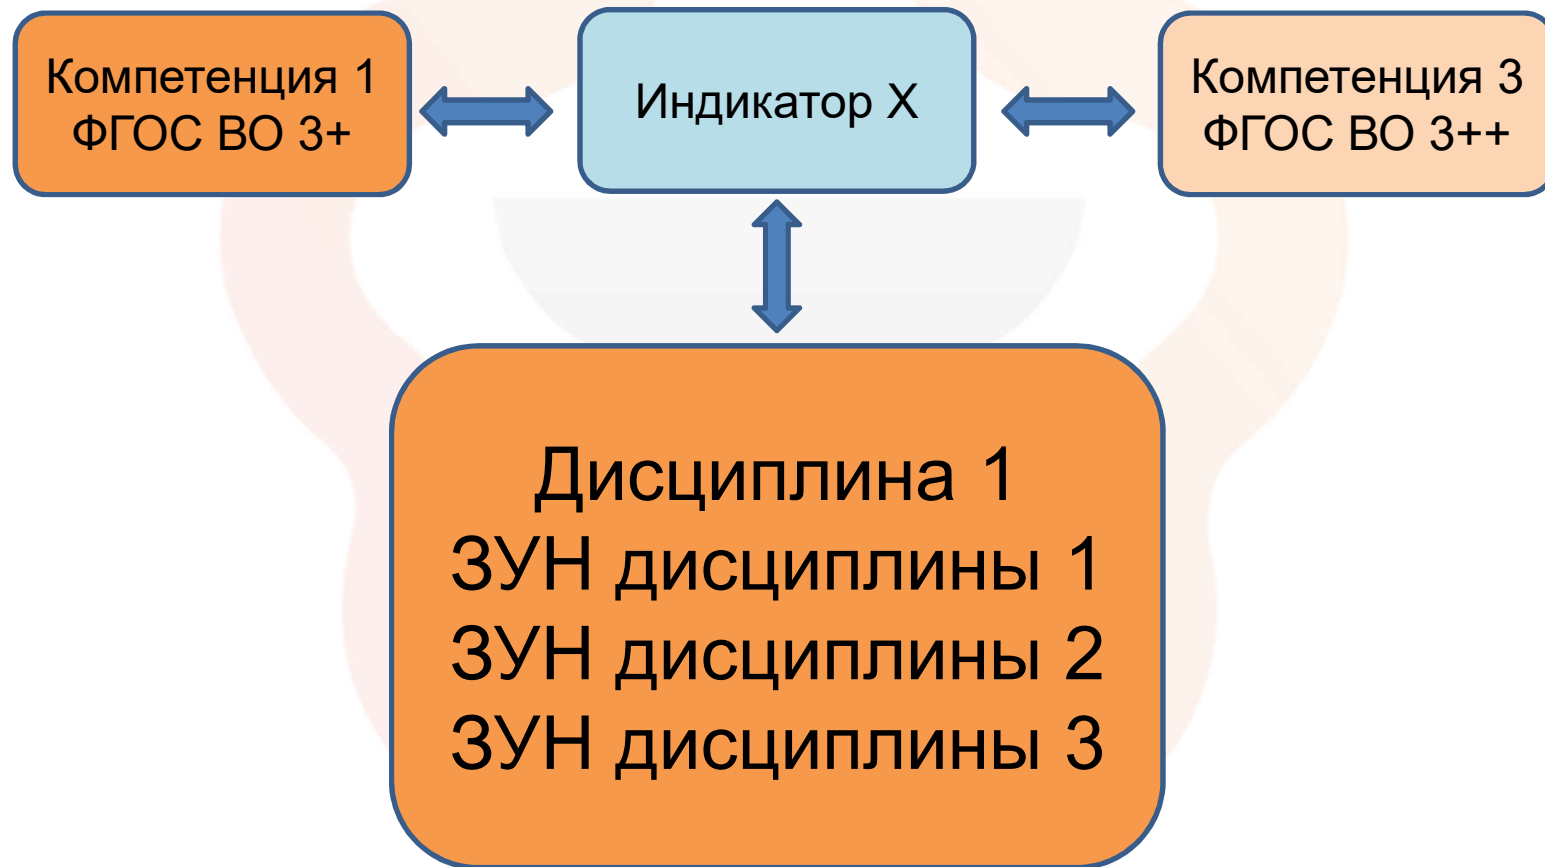 Компетенция 1
ФГОС ВО 3+
Индикатор X
Компетенция 3
ФГОС ВО 3++
Дисциплина 1
ЗУН дисциплины 1
ЗУН дисциплины 2
ЗУН дисциплины 3